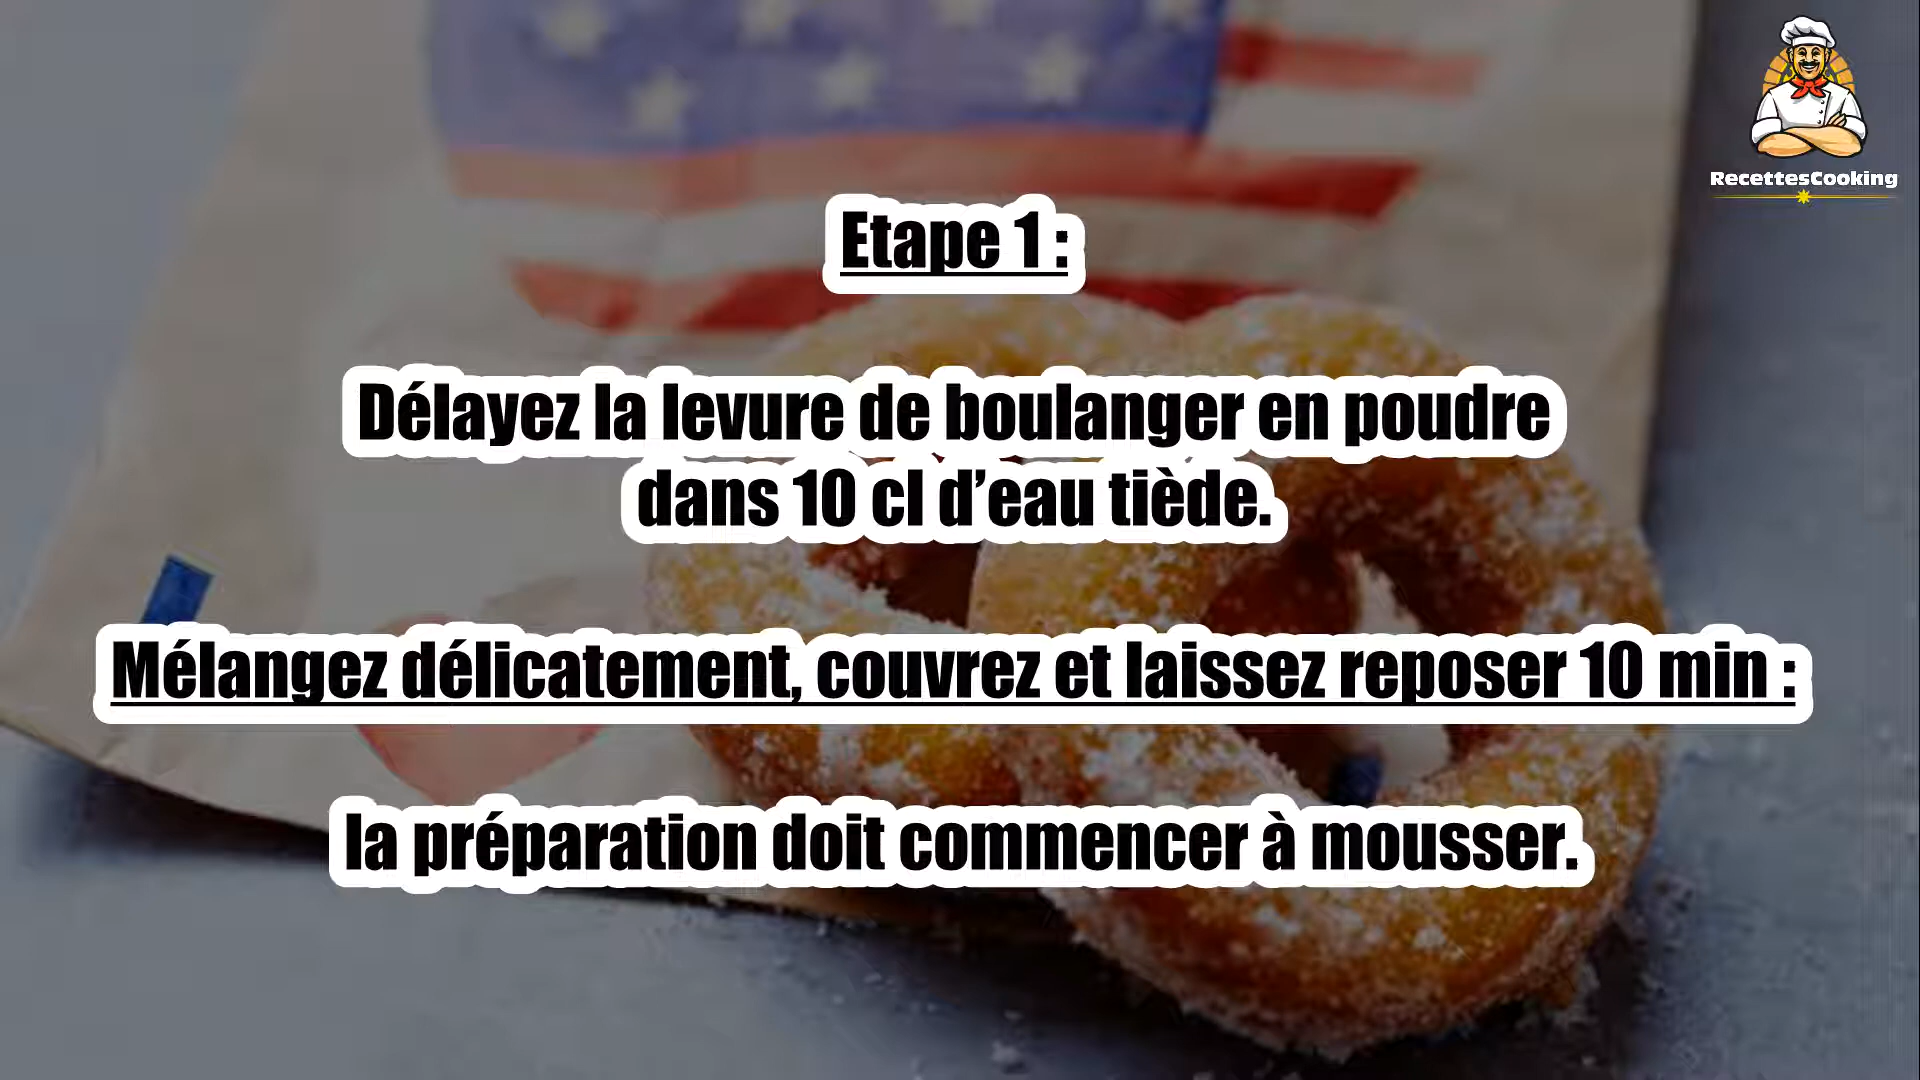 RecettesCooking
Etape 1 :
Délayez la levure de boulanger en poudre
dans 10 cl d’eau tiède.
Mélangez délicatement, couvrez et laissez reposer 10 min :
la préparation doit commencer à mousser.